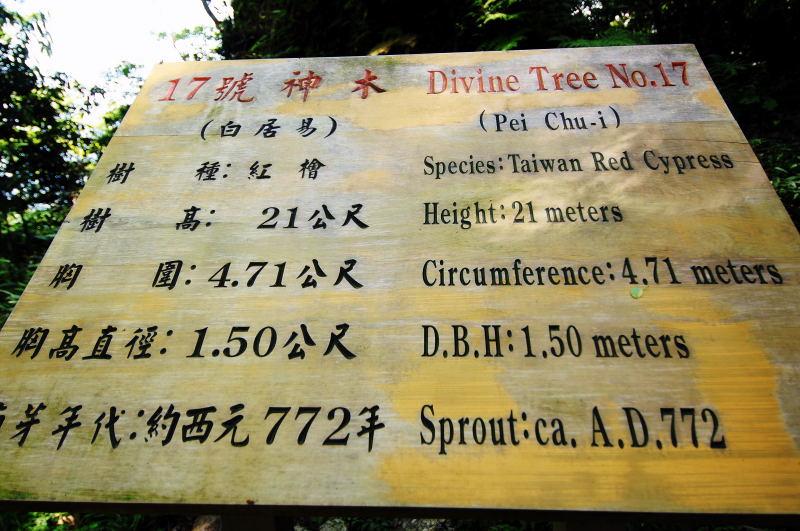 17號神木 Divine Tree No.17
(白居易) (Pei Chu-i)
樹種:紅檜 Species:Taiwan Red Cypress
樹高: 21公尺 Height:21 meters
胸圍:4.71公尺 Circumference:4.71 meters
胸高直徑:1.50公尺 D.B.H:1.50 meters
芽年代:約西元772年 Sprout:ca. A.D.772